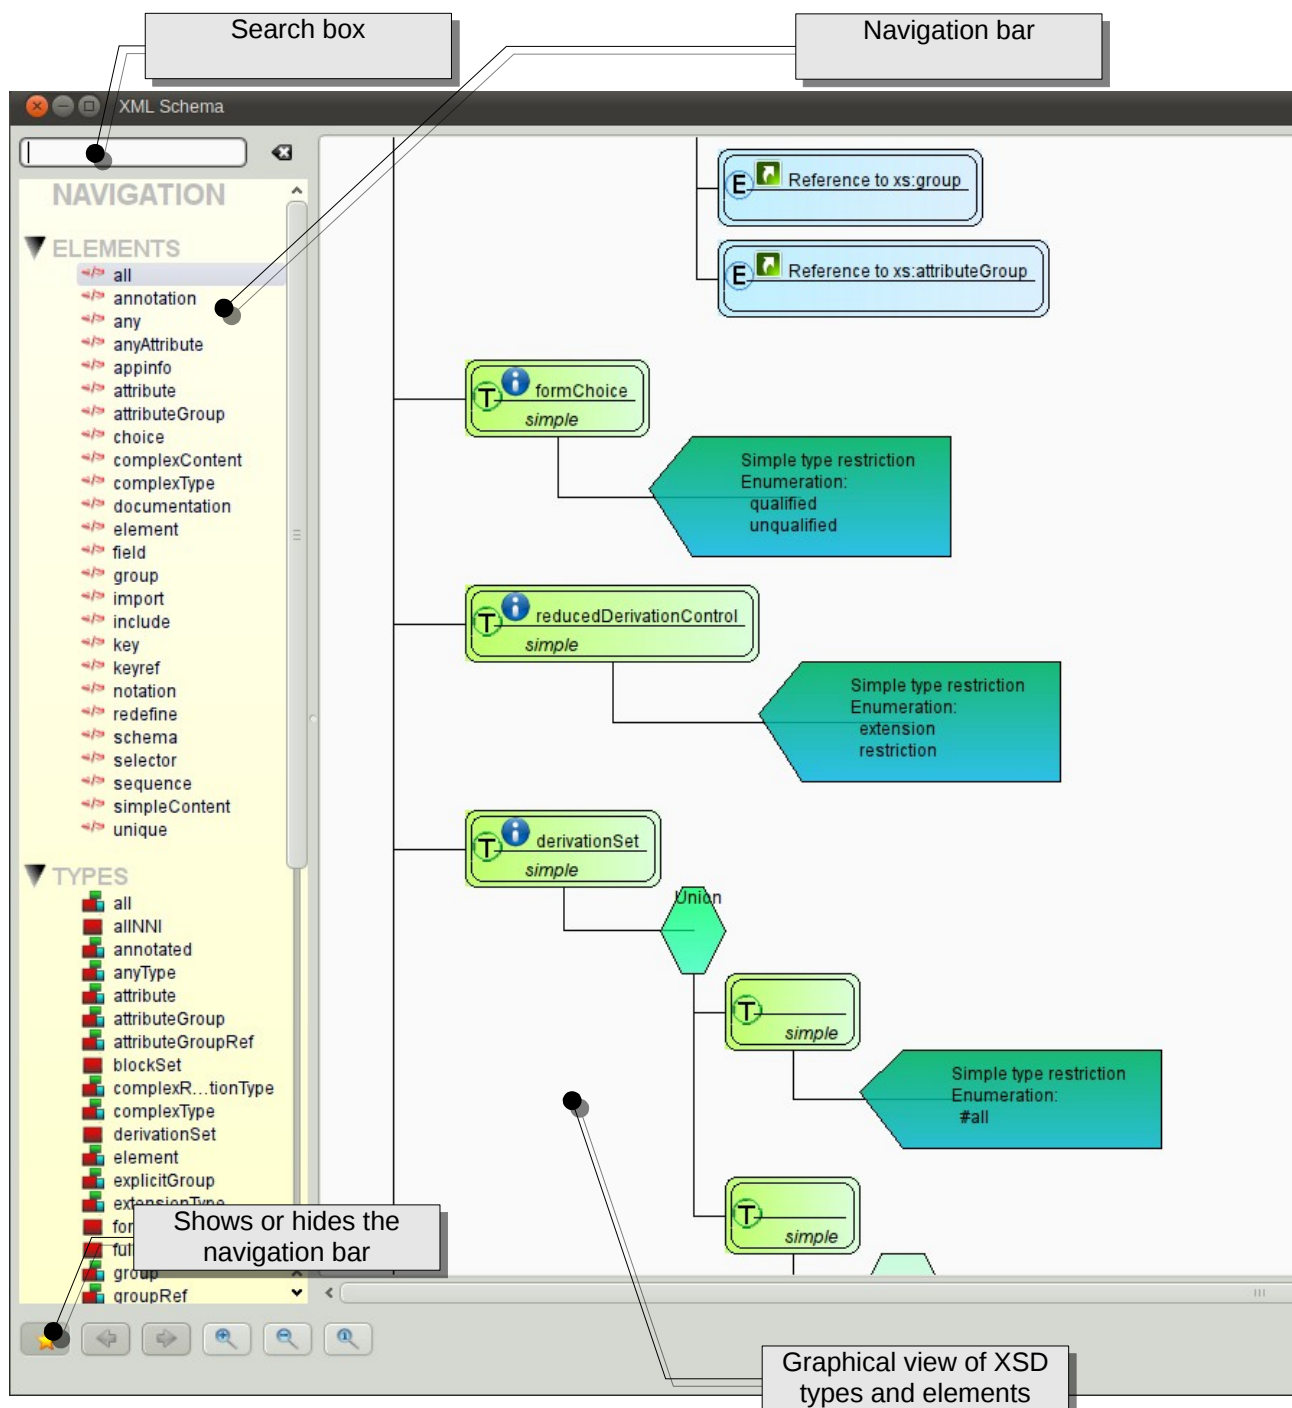 Search box
Navigation bar
XML Schema
NAVIGATION
ELEMENTS
all
annotation
any
anyAttribute
appinfo
attribute
attributeGroup
choice
complexContent
complexType
documentation
element
field
group
import
include
key
keyref
notation
redefine
schema
selector
sequence
simpleContent
unique
TYPES
all
allNNI
annotated
anyType
attribute
attributeGroup
attributeGroupRef
blockSet
complexR...tionType
complexType
derivationSet
element
explicitGroup
extensionType
for
full
group
groupRef
Shows or hides the
navigation bar
E Reference to xs:group
E Reference to xs:attributeGroup
T i formChoice
simple
Simple type restriction
Enumeration:
qualified
unqualified
T i reducedDerivationControl
simple
Simple type restriction
Enumeration:
extension
restriction
T i derivationSet
simple
Union
T
simple
Simple type restriction
Enumeration:
#all
T
simple
Graphical view of XSD
types and elements